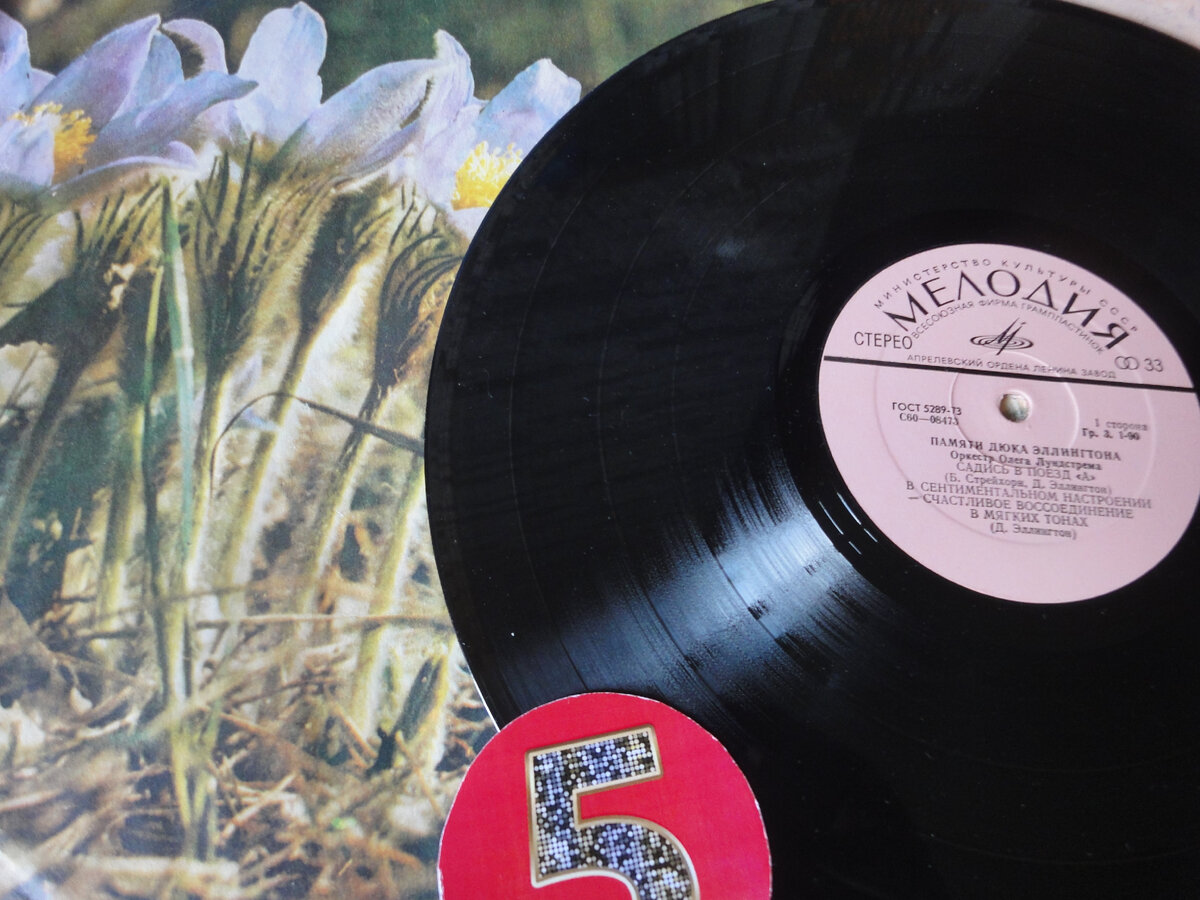 МИНИСТЕРСТВО КУЛЬТУРЫ СССР
МЕЛОДИЯ
ВСЕСОЮЗНАЯ ФИРМА ГРАМПЛАСТИНОК
СТЕРЕО
33
АПРЕЛЕВСКИЙ ОРДЕНА ЛЕНИНА ЗАВОД
ГОСТ 5289-73
С60—08473
1 сторона
Гр. 3. 1-90
ПАМЯТИ ДЮКА ЭЛЛИНГТОНА
Оркестр Олега Лундстрема
САДИСЬ В ПОЕЗД «А»
(Б. Стрейхорн, Д. Эллингтон)
В СЕНТИМЕНТАЛЬНОМ НАСТРОЕНИИ
— СЧАСТЛИВОЕ ВОССОЕДИНЕНИЕ
В МЯГКИХ ТОНАХ
(Д. Эллингтон)
5